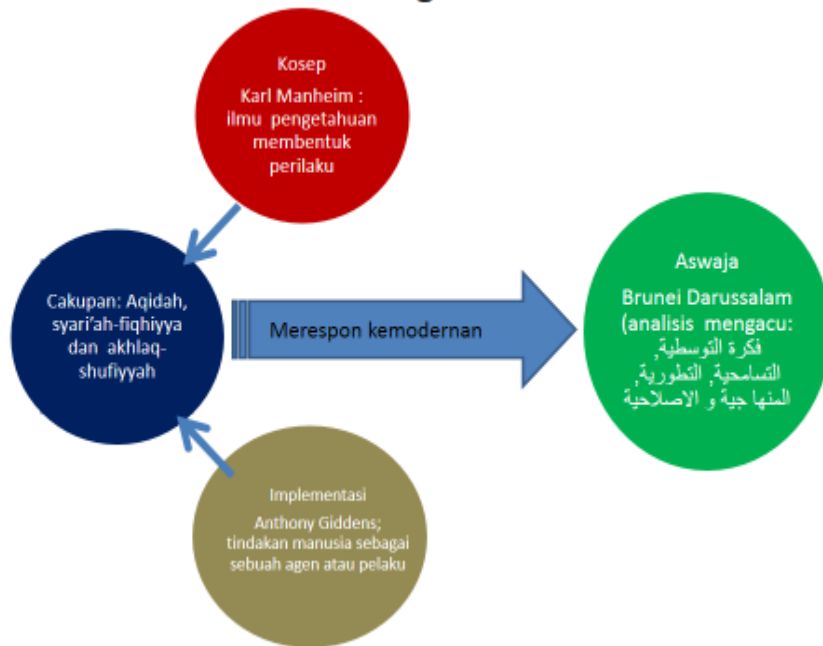 Kosep
Karl Manheim :
ilmu pengetahuan
membentuk
perilaku
Cakupan: Aqidah,
syari'ah-fiqhiyya
dan akhlaq-
shufiyyah
Merespon kemodernan
Aswaja
Brunei Darussalam
(analisis mengacu:
فكرة التوسطية,
التسامحية, التطورية,
المنها جية و الاصلاحية
Implementasi
Anthony Giddens;
tindakan manusia sebagai
sebuah agen atau pelaku